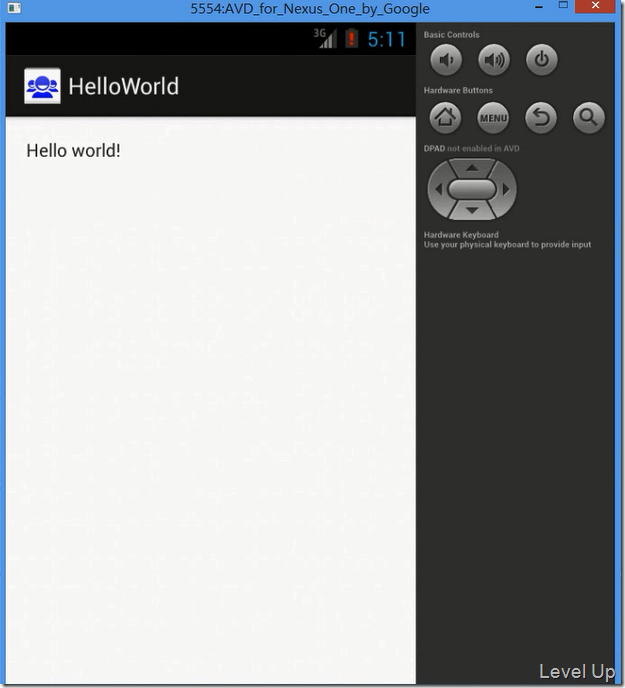 5554:AVD_for_Nexus_One_by_Google
3G 5:11
HelloWorld
Hello world!
Basic Controls
Hardware Buttons
MENU
DPAD not enabled in AVD
Hardware Keyboard
Use your physical keyboard to provide input
Level Up